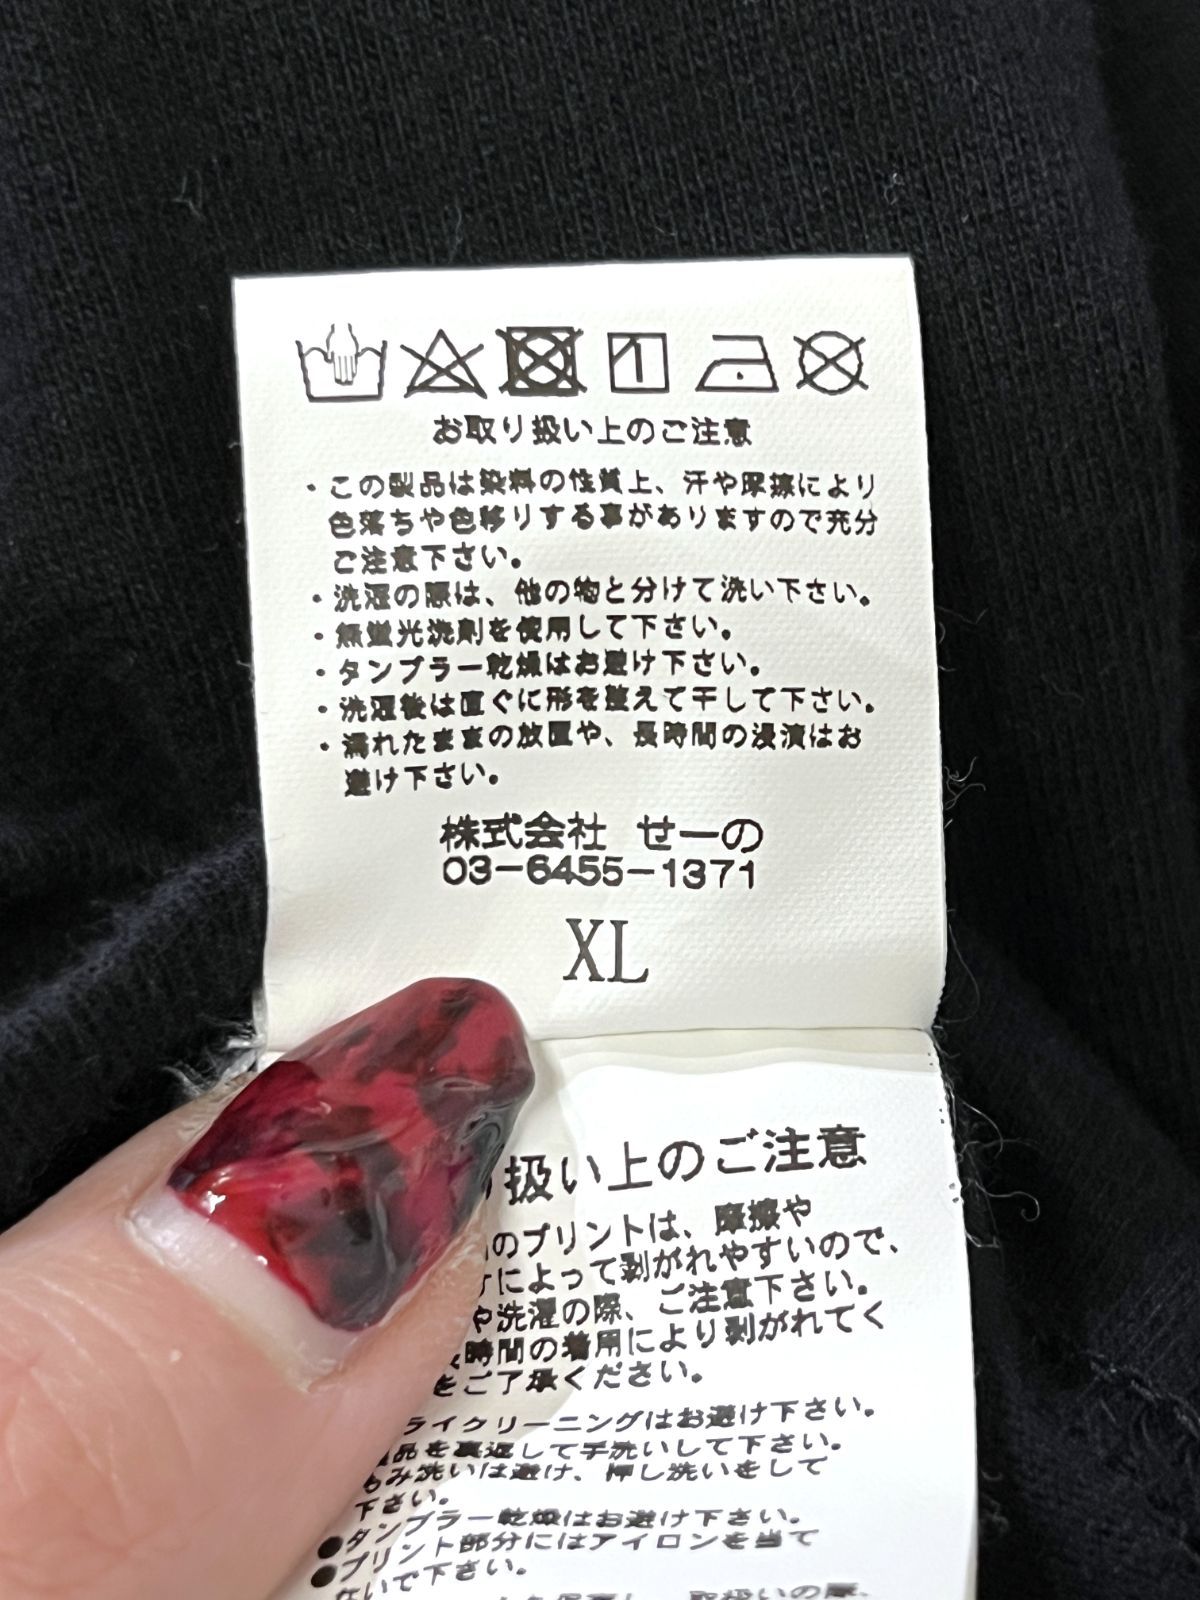 お取り扱い上のご注意
・この製品は染料の性質上、汗や摩擦により
色落ちや色移りする事がありますので充分
ご注意下さい。
・洗濯の際は、他の物と分けて洗い下さい。
・無蛍光洗剤を使用して下さい。
・タンブラー乾燥はお避け下さい。
・洗濯後は直ぐに形を整えて干して下さい。
・濡れたままの放置や、長時間の浸漬はお
避け下さい。
株式会社 せーの
03-6455-1371
XL
扱い上のご注意
のプリントは、摩擦や
によって剥がれやすいので、
や洗濯の際、ご注意下さい。
時間の着用により剥がれてく
をご了承ください。
ライクリーニングはお避け下さい。
品を裏返して手洗いして下さい。
もみ洗いは避け、押し洗いをして
下さい。
●タンブラー乾燥はお避け下さい。
●プリント部分にはアイロンを当て
ないで下さい。
取扱いの際、